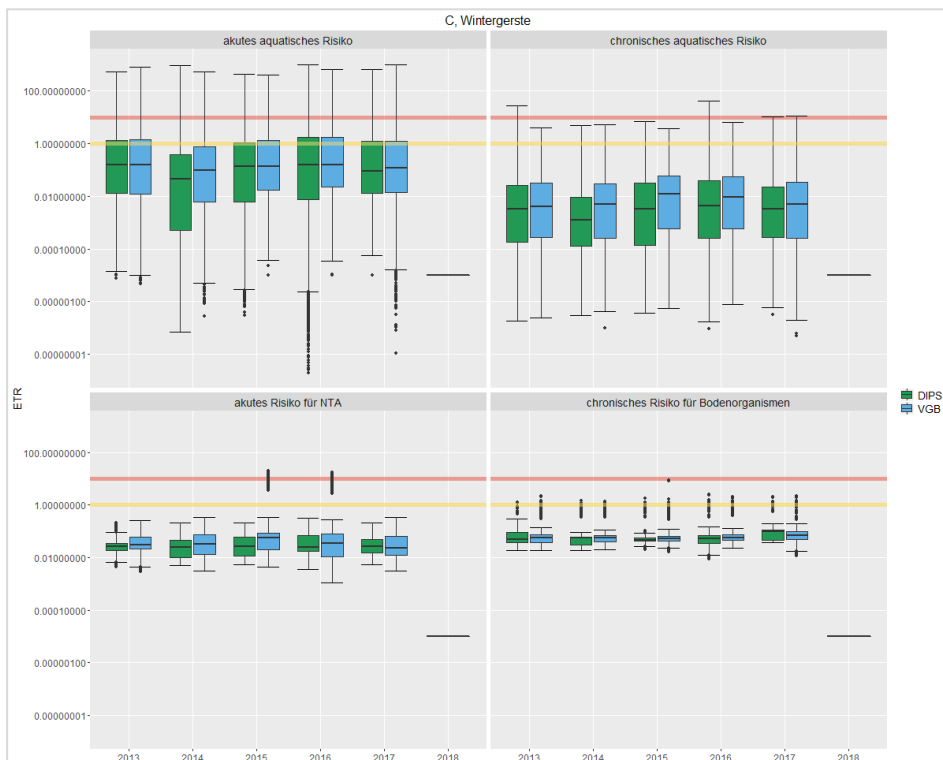 C, Wintergerste
akutes aquatisches Risiko
chronisches aquatisches Risiko
100.00000000
1.00000000
0.01000000
0.00010000
0.00000100
0.00000001
ETR
DIPS
VGB
akutes Risiko für NTA
chronisches Risiko für Bodenorganismen
100.00000000
1.00000000
0.01000000
0.00010000
0.00000100
0.00000001
2013 2014 2015 2016 2017 2018 2013 2014 2015 2016 2017 2018